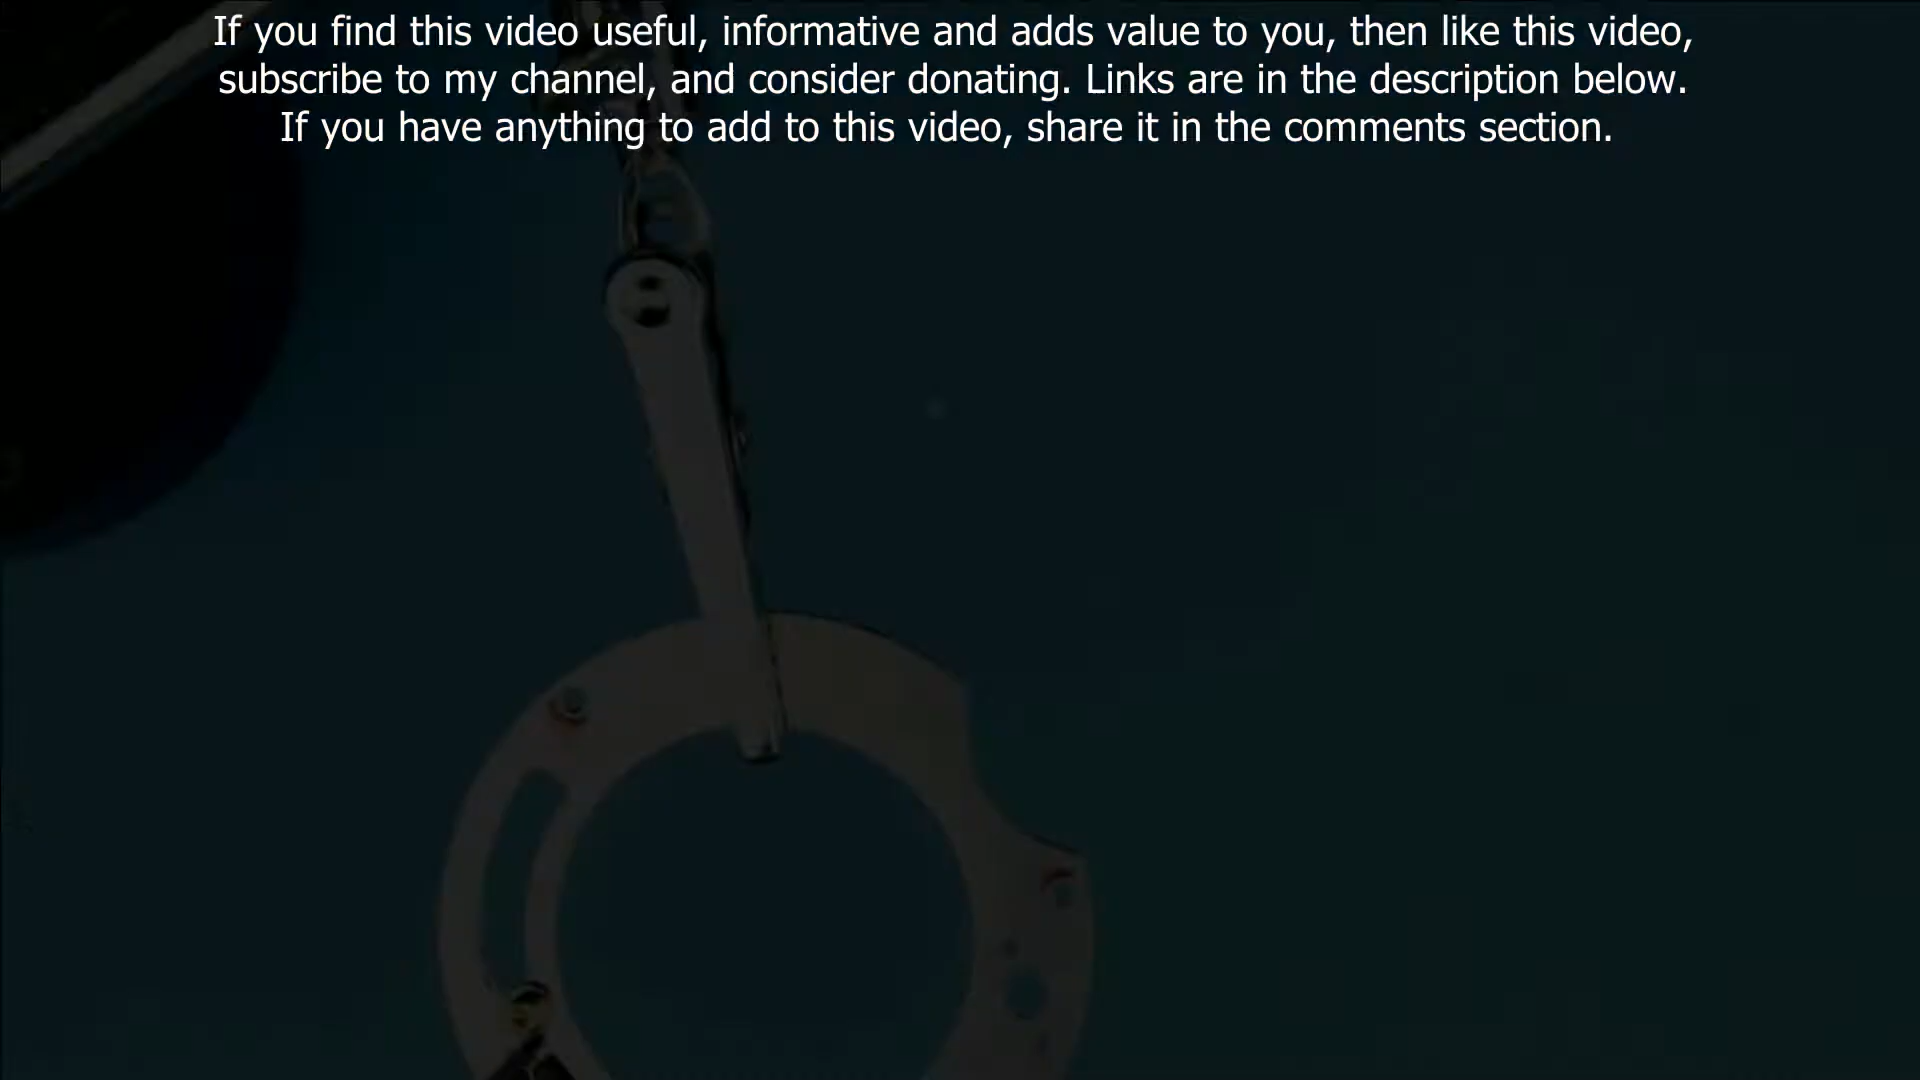 If you find this video useful, informative and adds value to you, then like this video,
subscribe to my channel, and consider donating. Links are in the description below.
If you have anything to add to this video, share it in the comments section.